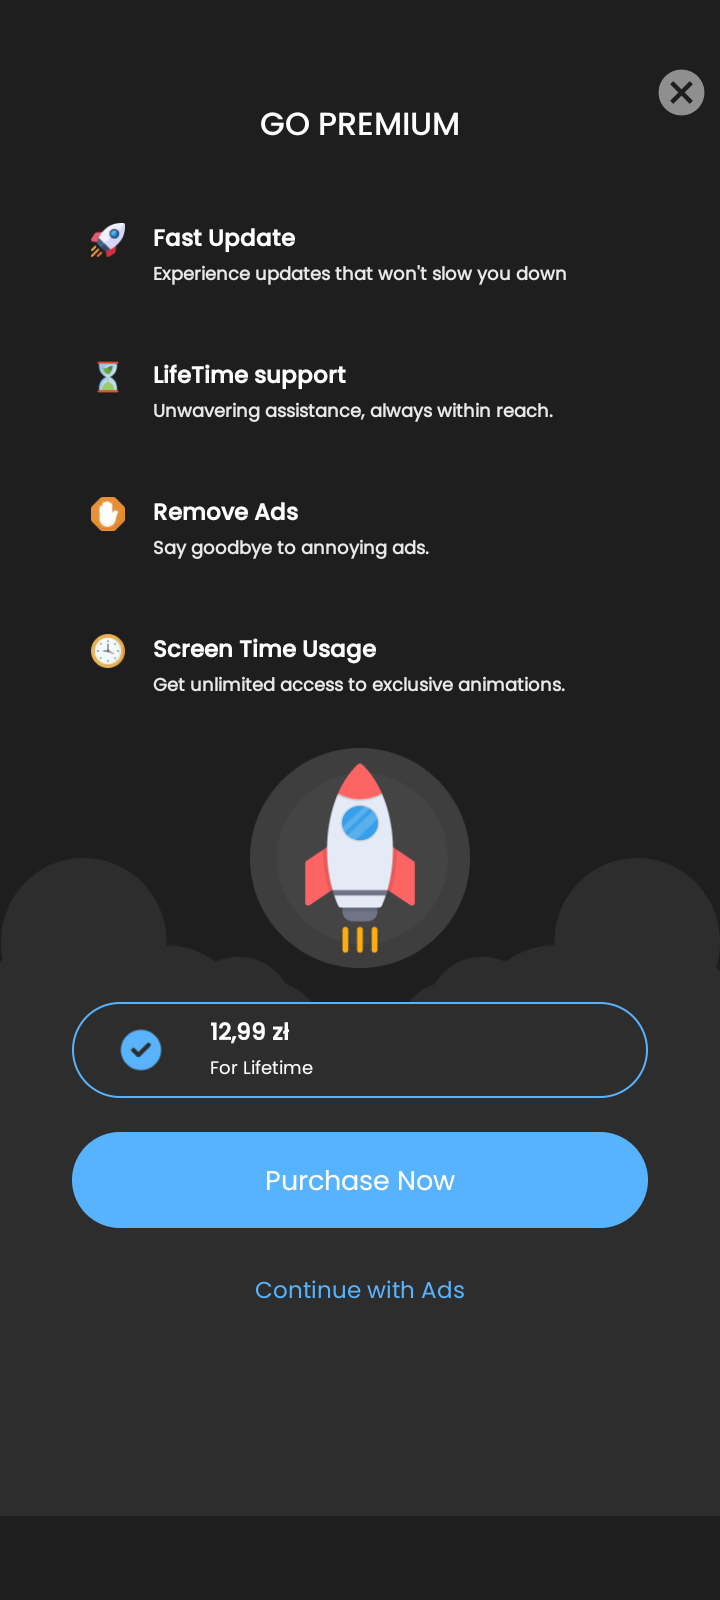 GO PREMIUM
Fast Update
Experience updates that won't slow you down
LifeTime support
Unwavering assistance, always within reach.
Remove Ads
Say goodbye to annoying ads.
Screen Time Usage
Get unlimited access to exclusive animations.
12,99 zł
For Lifetime
Purchase Now
Continue with Ads